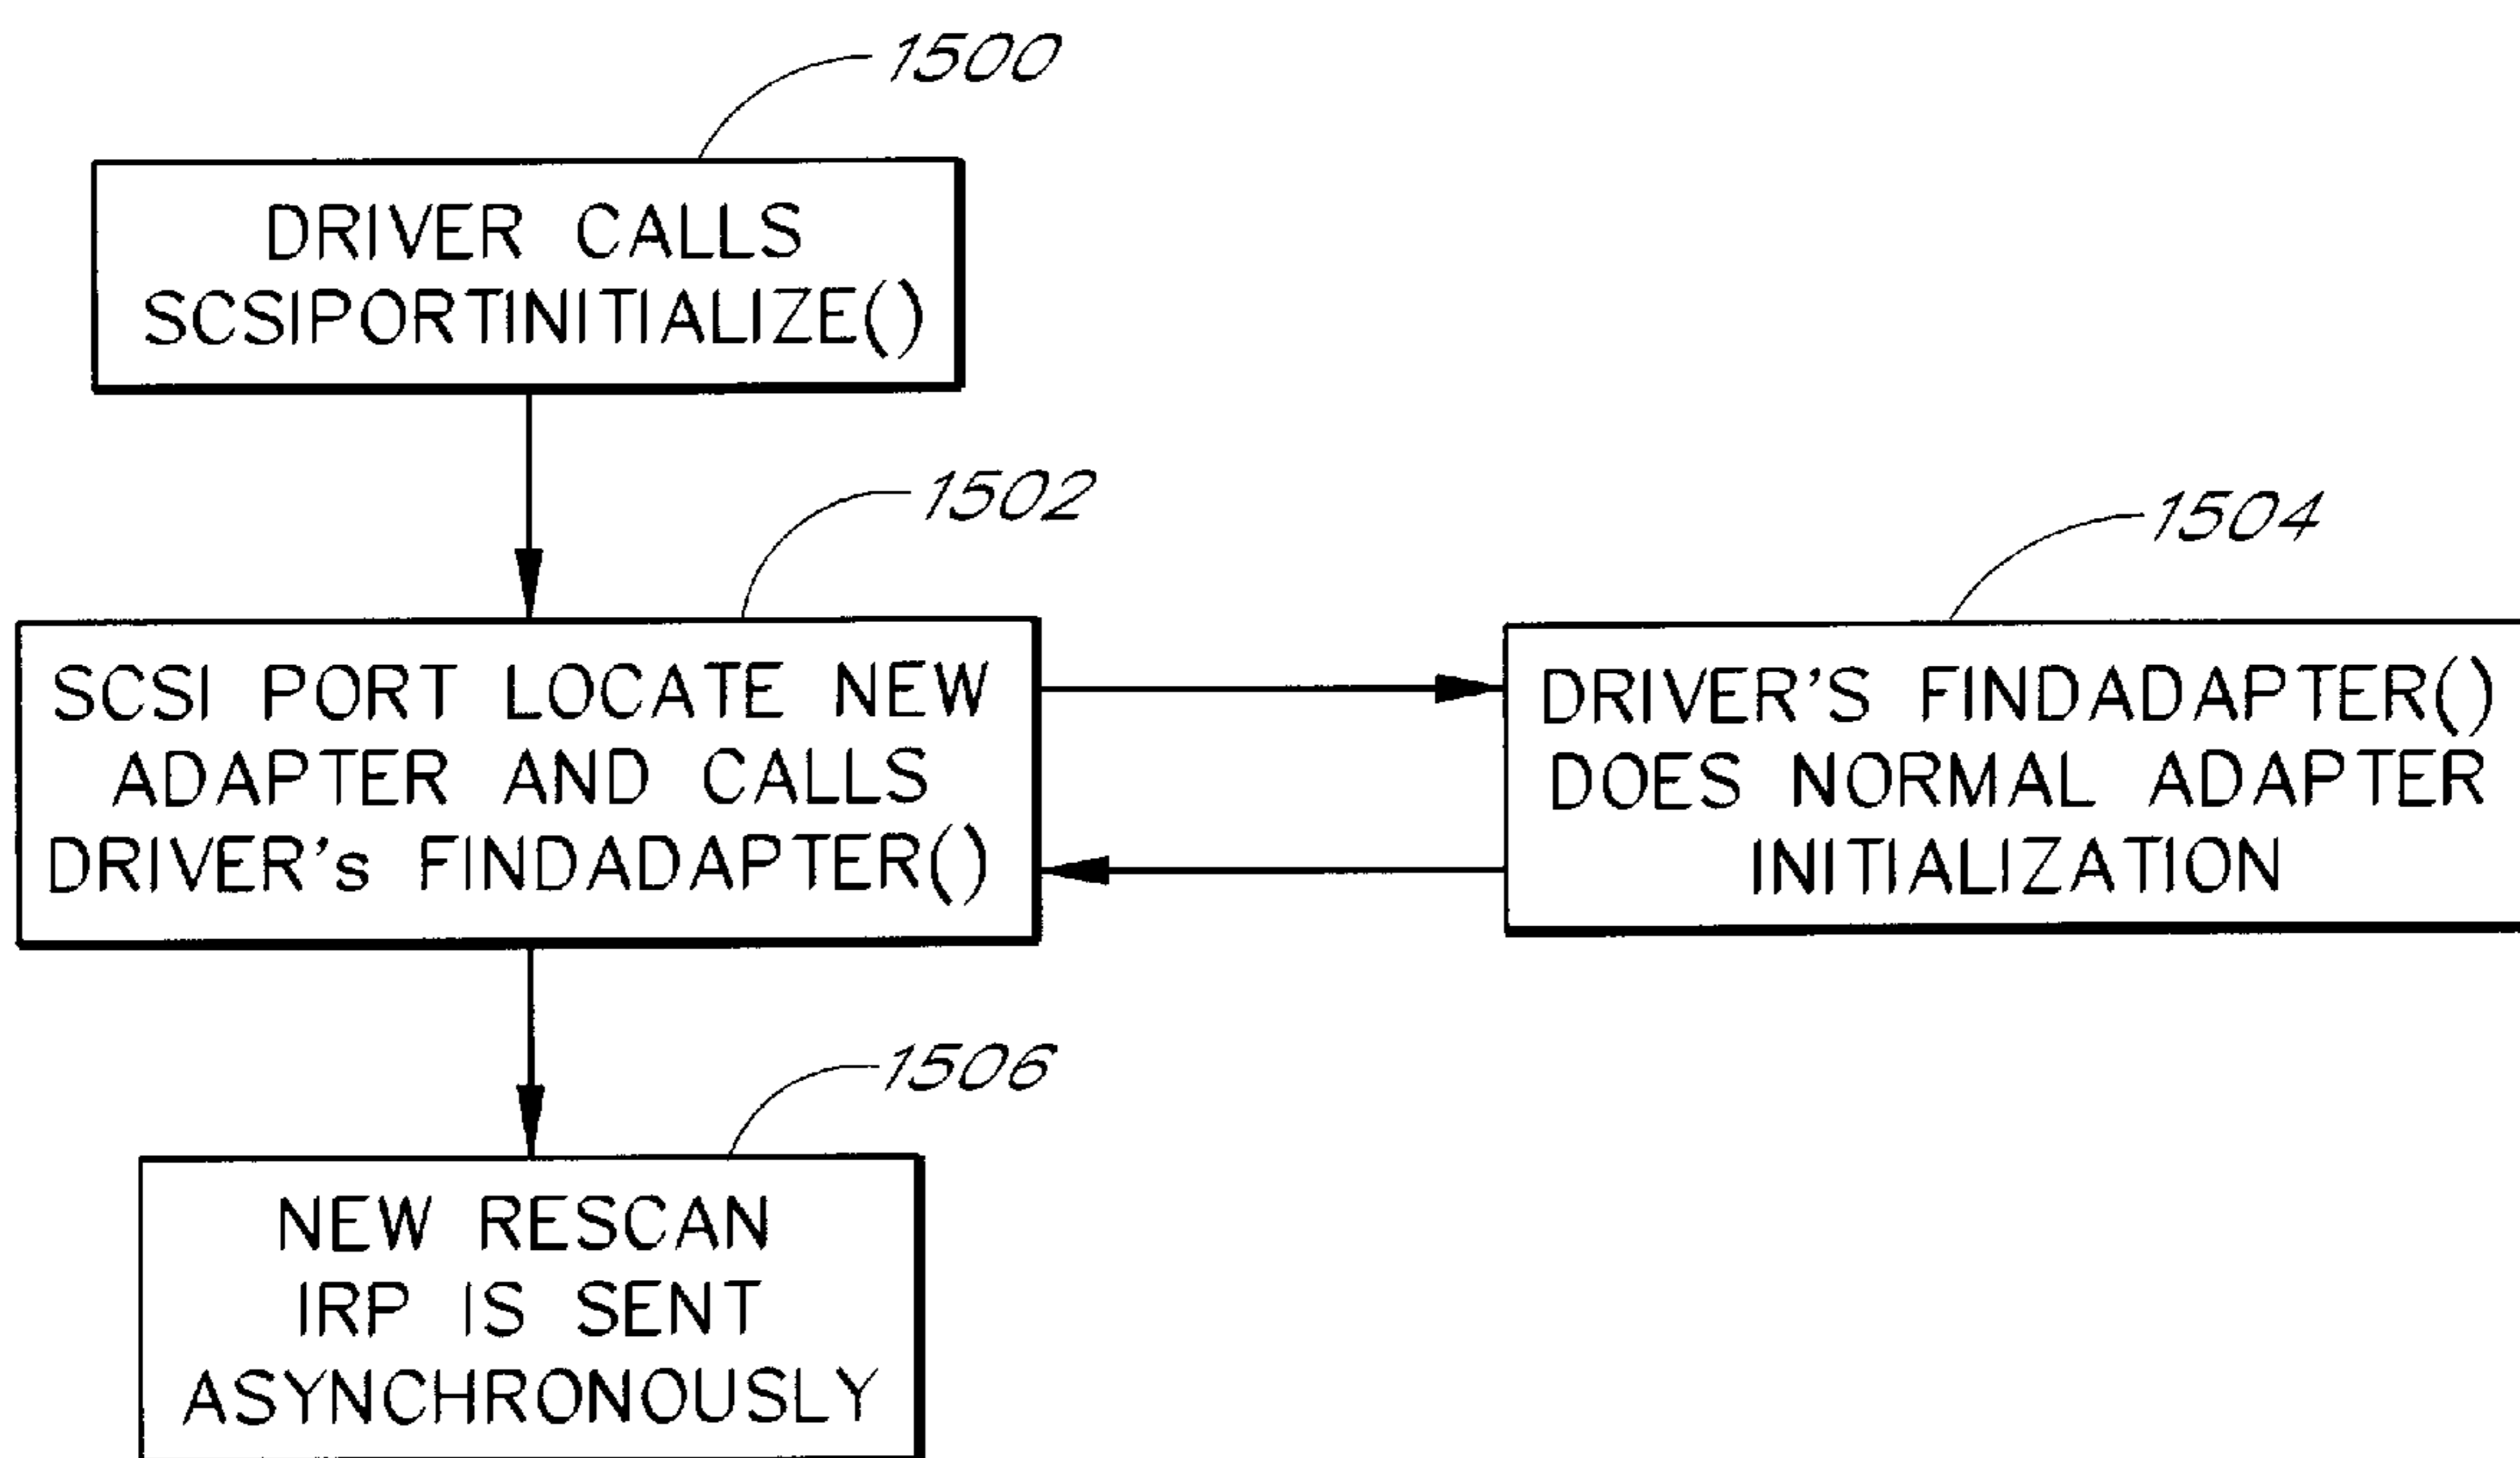 1500
DRIVER CALLS
SCSIPORTINITIALIZE()
1502
SCSI PORT LOCATE NEW
ADAPTER AND CALLS
DRIVER's FINDADAPTER()
1504
DRIVER'S FINDADAPTER()
DOES NORMAL ADAPTER
INITIALIZATION
1506
NEW RESCAN
IRP IS SENT
ASYNCHRONOUSLY